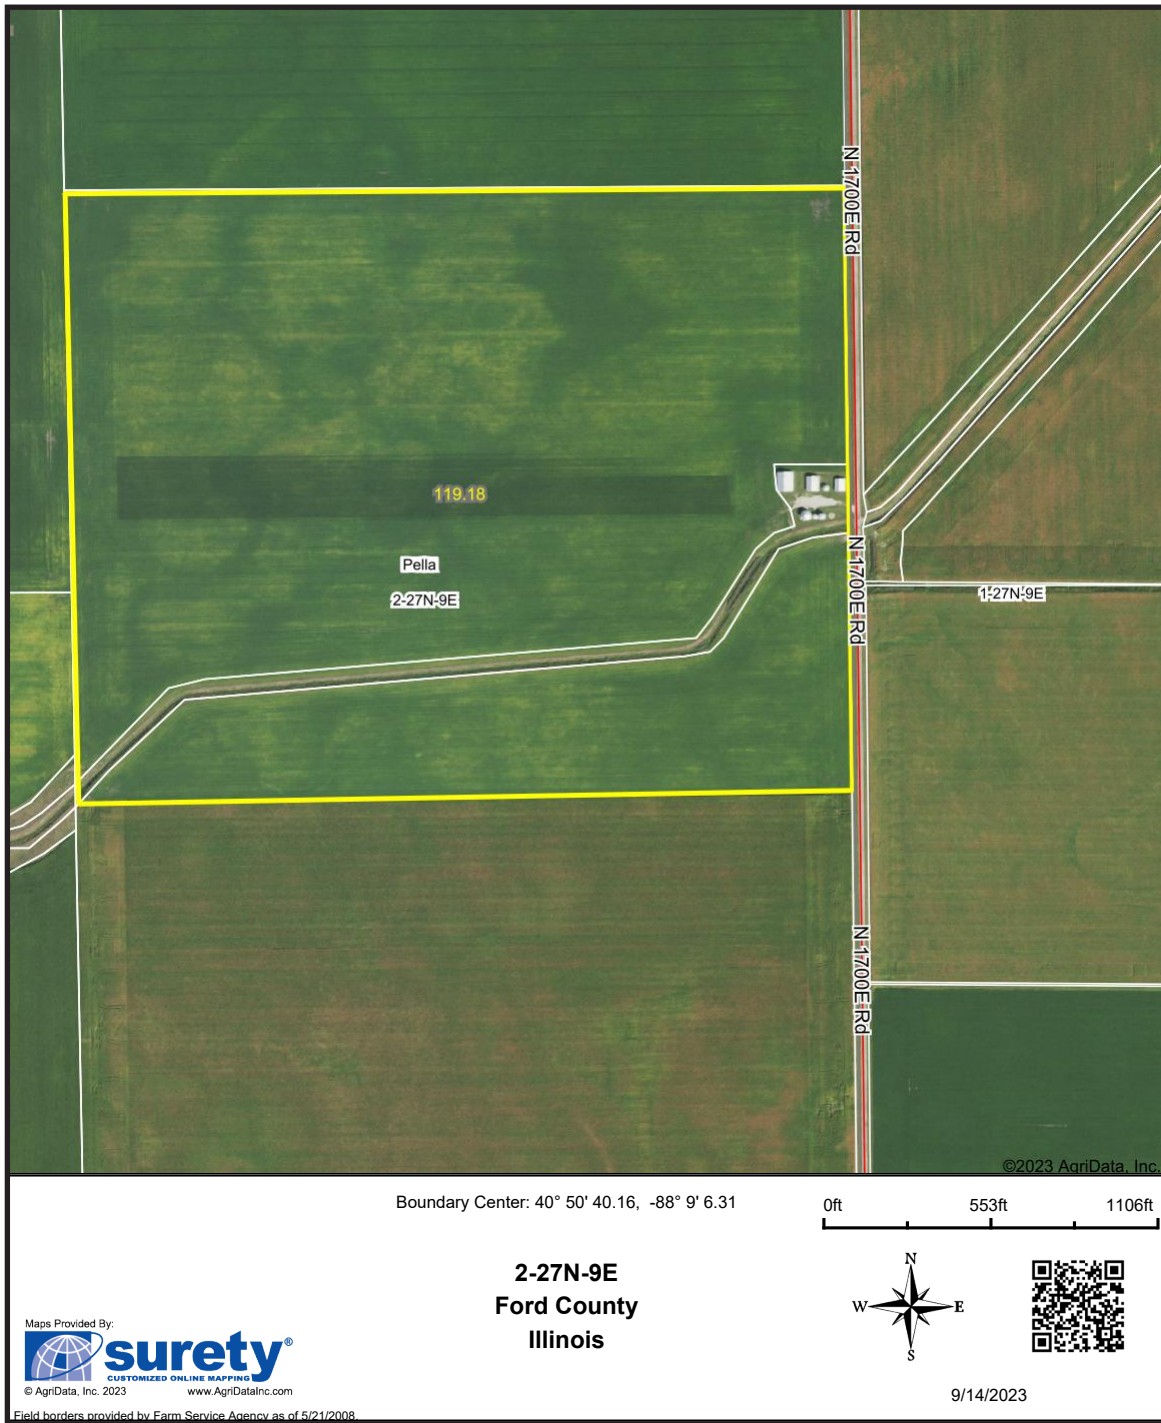 N 1700E Rd
119.18
Pella
N 1700E Rd
2-27N-9E
1-27N-9E
N 1700E Rd
©2023 AgriData, Inc.
Boundary Center: 40° 50' 40.16, -88° 9' 6.31
0ft 553ft 1106ft
2-27N-9E
Ford County
Illinois
N
W E
S
Maps Provided By:
surety®
CUSTOMIZED ONLINE MAPPING
© AgriData, Inc. 2023 www.AgriDataInc.com
9/14/2023
Field borders provided by Farm Service Agency as of 5/21/2008.